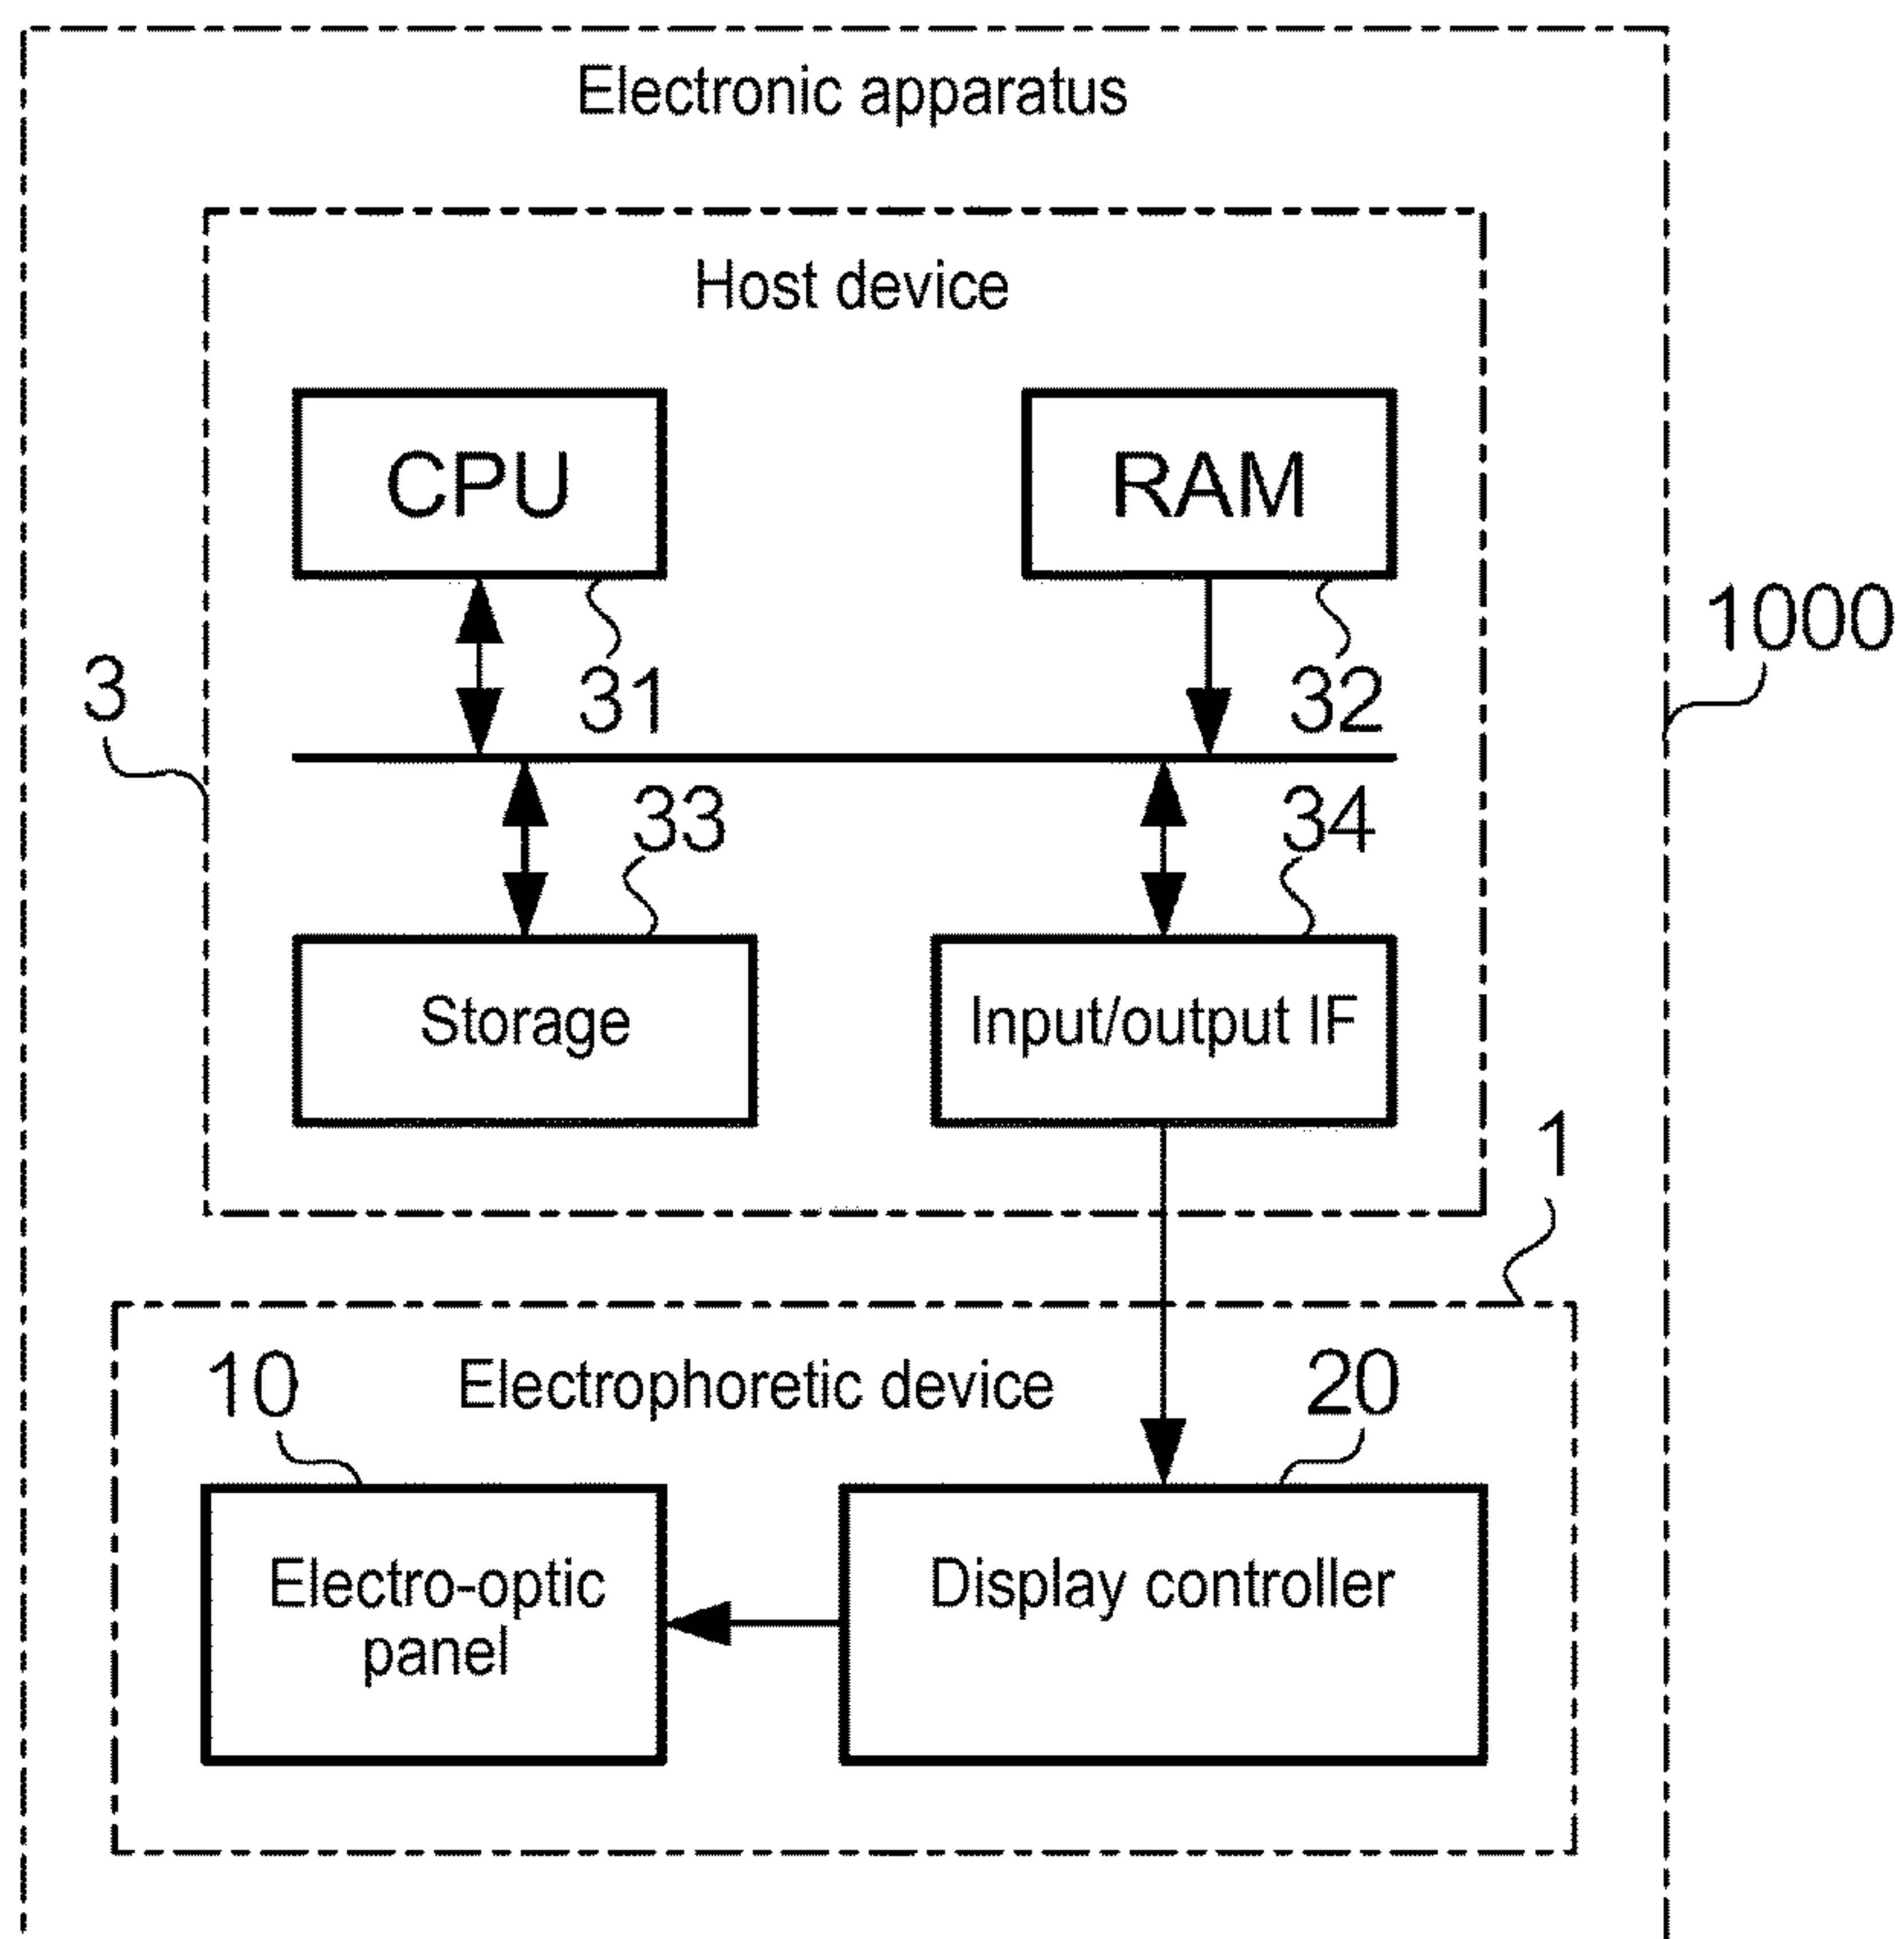 Electronic apparatus
Host device
CPU
RAM
1000
3
31
32
33
34
Storage
Input/output IF
1
10
Electrophoretic device
20
Electro-optic
panel
Display controller